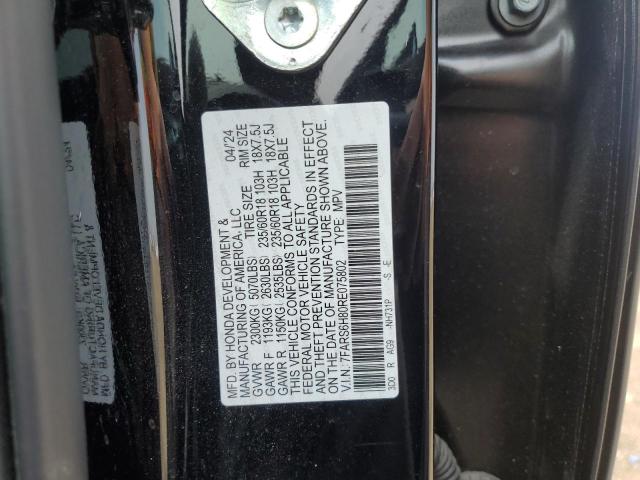 MFD. BY HONDA DEVELOPMENT &
MANUFACTURING OF AMERICA, LLC 04/'24
GVWR 2300KG( 5070LBS) TIRE SIZE RIM SIZE
GAWR F 1193KG( 2630LBS) 235/60R18 103H 18X7.5J
GAWR R 1150KG( 2535LBS) 235/60R18 103H 18X7.5J
THIS VEHICLE CONFORMS TO ALL APPLICABLE
FEDERAL MOTOR VEHICLE SAFETY
AND THEFT PREVENTION STANDARDS IN EFFECT
ON THE DATE OF MANUFACTURE SHOWN ABOVE.
V.I.N.: 7FARS6H80RE075802 TYPE: MPV
3D0 R AG9 -NH731P -S -E